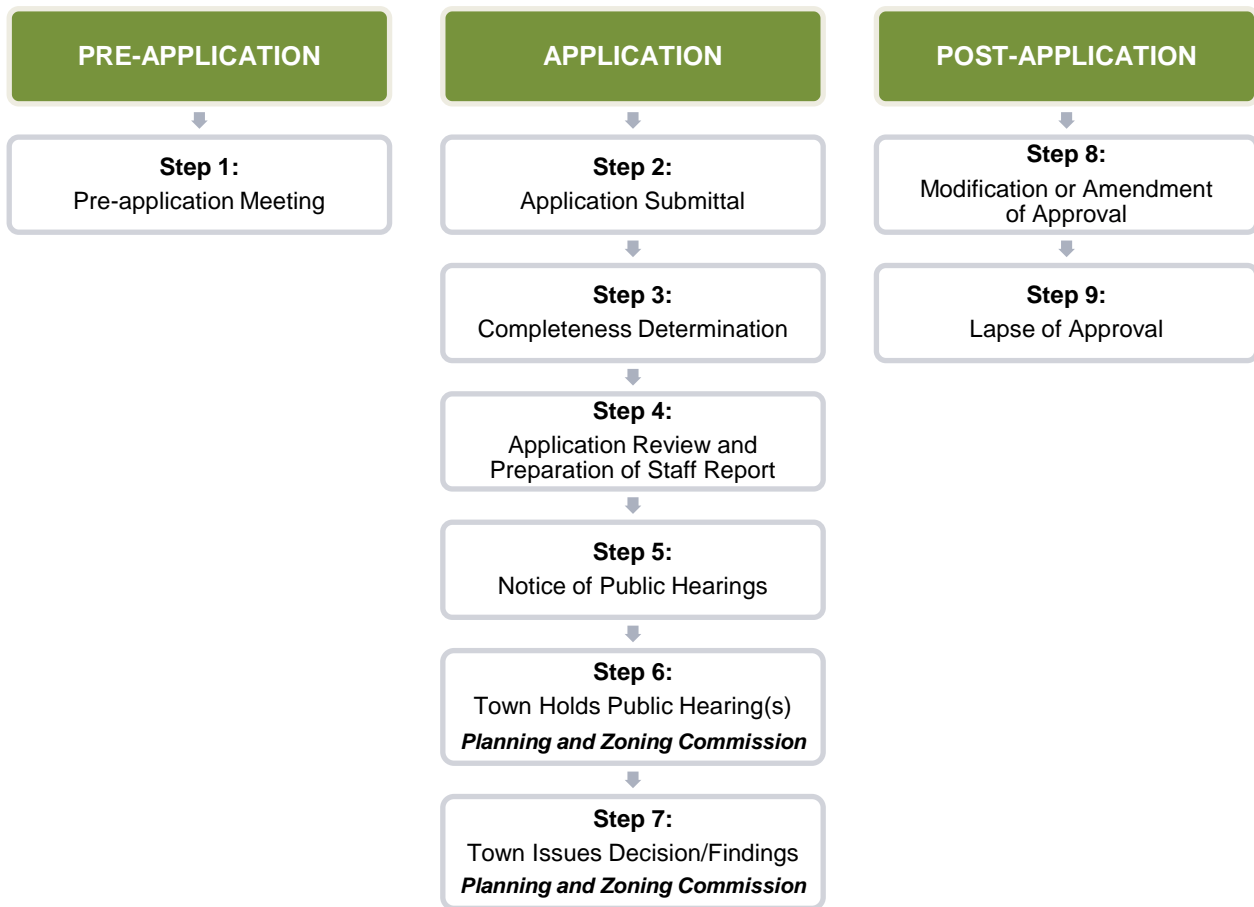 PRE-APPLICATION
Step 1:
Pre-application Meeting
APPLICATION
Step 2:
Application Submittal
Step 3:
Completeness Determination
Step 4:
Application Review and
Preparation of Staff Report
Step 5:
Notice of Public Hearings
Step 6:
Town Holds Public Hearing(s)
Planning and Zoning Commission
Step 7:
Town Issues Decision/Findings
Planning and Zoning Commission
POST-APPLICATION
Step 8:
Modification or Amendment
of Approval
Step 9:
Lapse of Approval